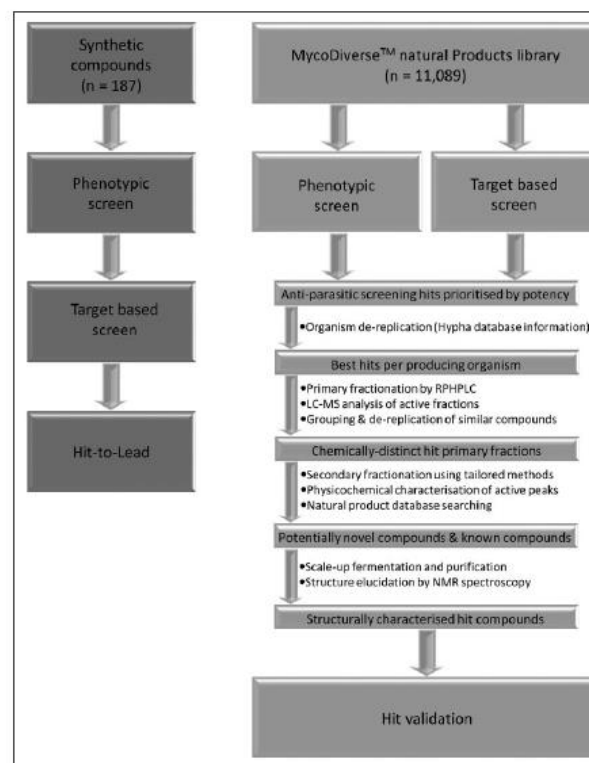 Synthetic
compounds
(n = 187)
Phenotypic
screen
Target based
screen
Hit-to-Lead
MycoDiverse™ natural Products library
(n = 11,089)
Phenotypic
screen
Target based
screen
Anti-parasitic screening hits prioritised by potency
•Organism de-replication (Hypha database information)
Best hits per producing organism
•Primary fractionation by RPHPLC
•LC-MS analysis of active fractions
•Grouping & de-replication of similar compounds
Chemically-distinct hit primary fractions
•Secondary fractionation using tailored methods
•Physicochemical characterisation of active peaks
•Natural product database searching
Potentially novel compounds & known compounds
•Scale-up fermentation and purification
•Structure elucidation by NMR spectroscopy
Structurally characterised hit compounds
Hit validation